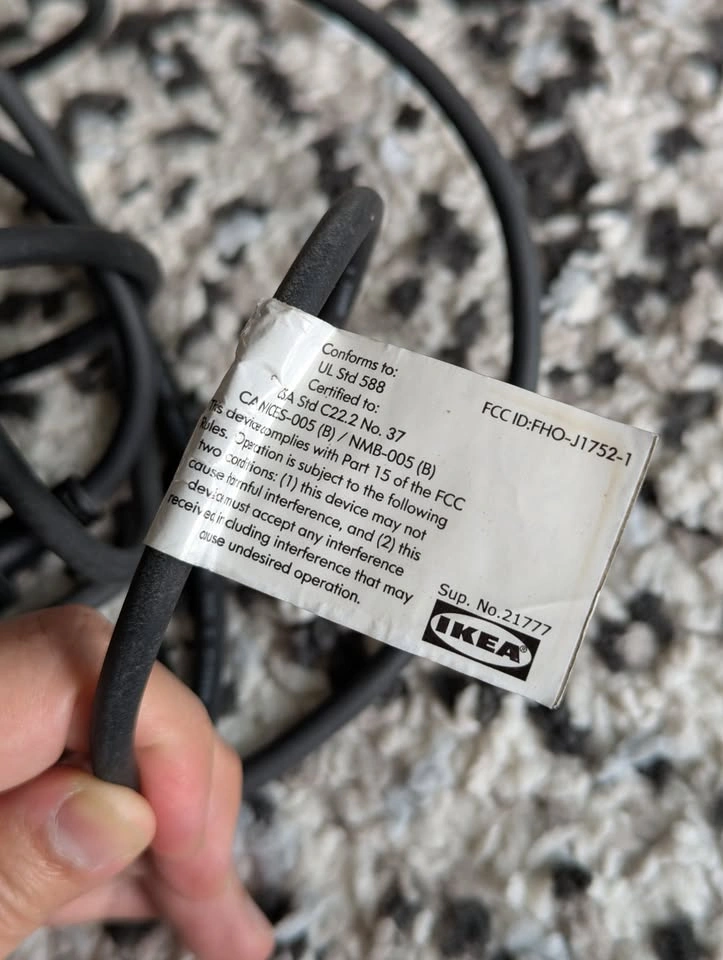 Conforms to:
UL Std 588
Certified to:
Std C22.2 No. 37
CES-005 (B) / NMB-005 (B)
This device complies with Part 15 of the FCC
Rules. Operation is subject to the following
two conditions: (1) this device may not
cause harmful interference, and (2) this
device must accept any interference
received including interference that may
cause undesired operation.
FCC ID:FHO-J1752-1
Sup. No.21777
IKEA®